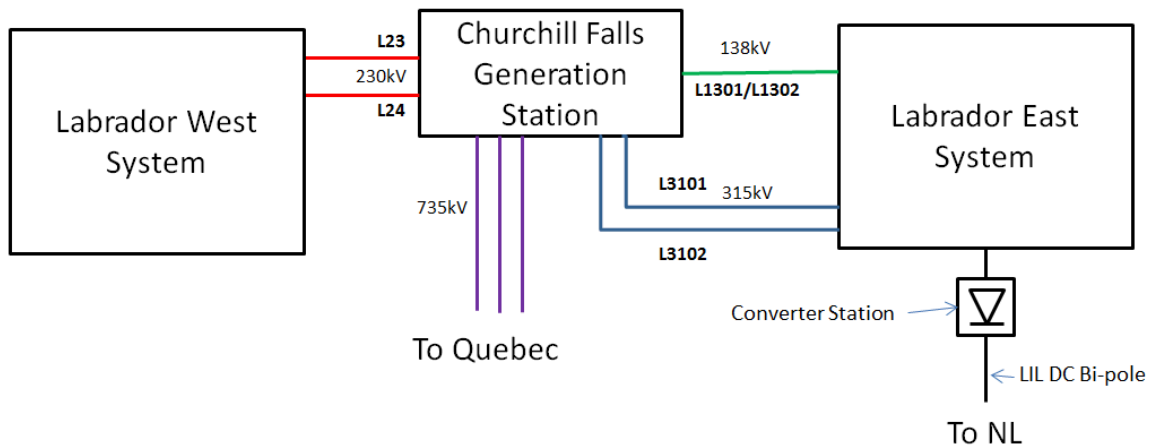 Labrador West
System
L23
230kV
L24
Churchill Falls
Generation
Station
138kV
L1301/L1302
Labrador East
System
735kV
L3101
315kV
L3102
To Quebec
Converter Station
LIL DC Bi-pole
To NL